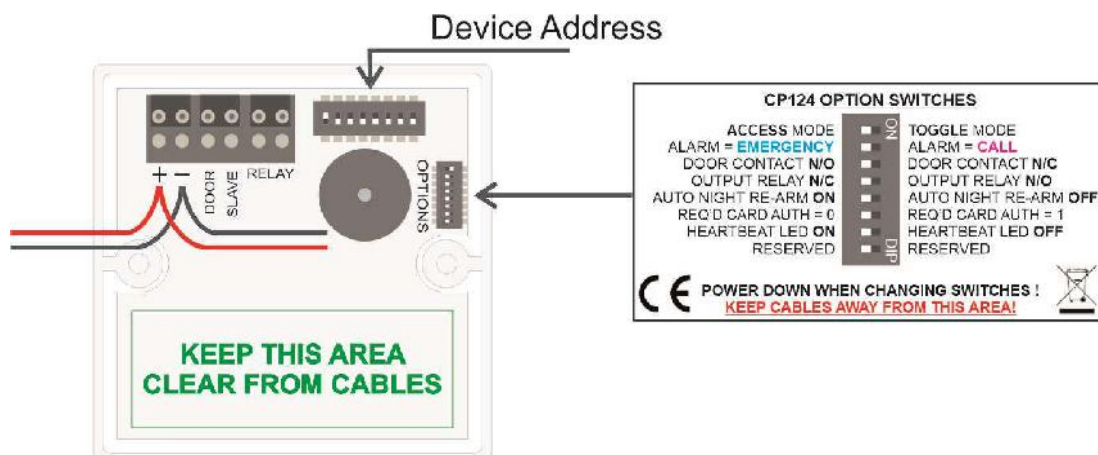 Device Address
+ − DOOR SLAVE RELAY
OPTIONS
KEEP THIS AREA
CLEAR FROM CABLES
CP124 OPTION SWITCHES
ACCESS MODE ON TOGGLE MODE
ALARM = EMERGENCY ALARM = CALL
DOOR CONTACT N/O DOOR CONTACT N/C
OUTPUT RELAY N/C OUTPUT RELAY N/O
AUTO NIGHT RE-ARM ON AUTO NIGHT RE-ARM OFF
REQ'D CARD AUTH = 0 REQ'D CARD AUTH = 1
HEARTBEAT LED ON HEARTBEAT LED OFF
RESERVED DIP RESERVED
CE POWER DOWN WHEN CHANGING SWITCHES !
KEEP CABLES AWAY FROM THIS AREA!